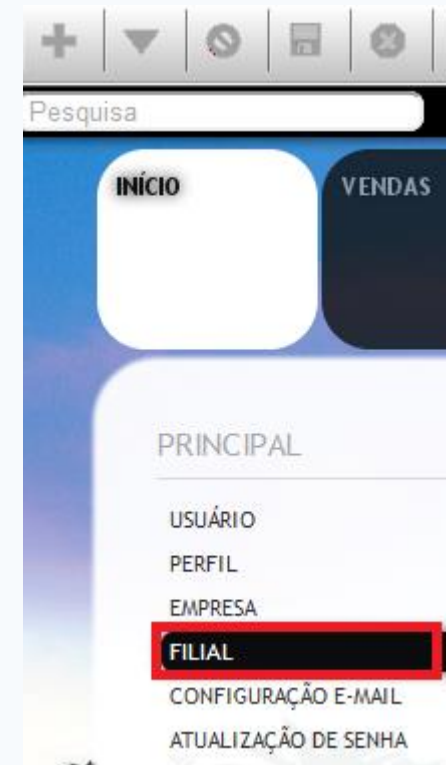 Pesquisa
INÍCIO VENDAS
PRINCIPAL
USUÁRIO
PERFIL
EMPRESA
FILIAL
CONFIGURAÇÃO E-MAIL
ATUALIZAÇÃO DE SENHA